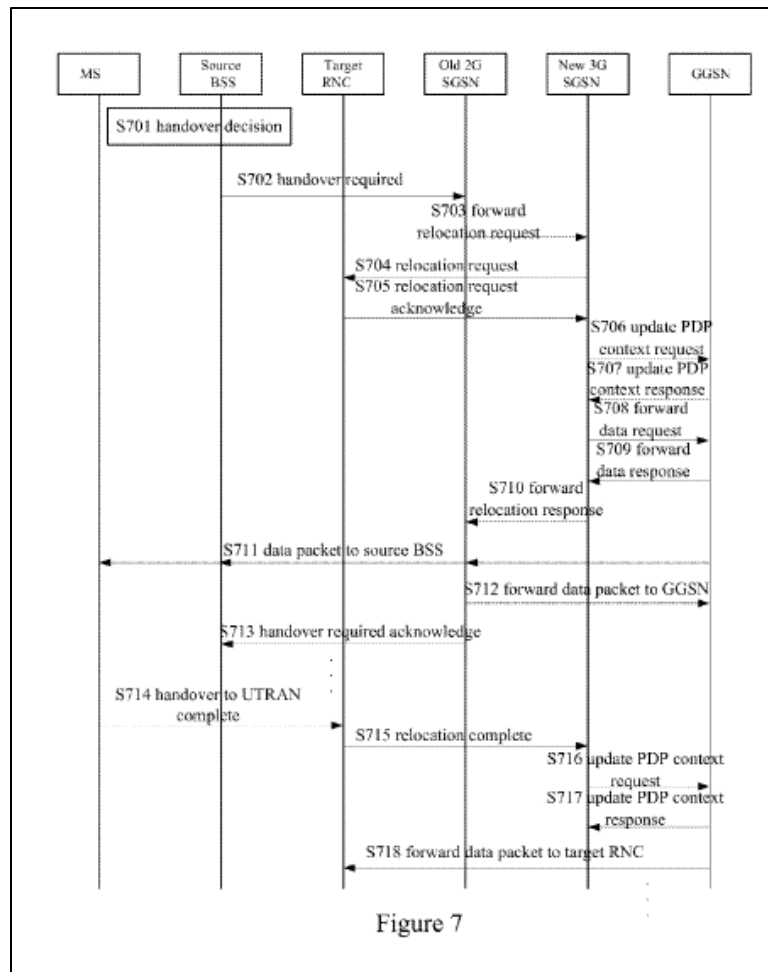 MS
Source
BSS
Target
RNC
Old 2G
SGSN
New 3G
SGSN
GGSN
S701 handover decision
S702 handover required
S703 forward
relocation request
S704 relocation request
S705 relocation request
acknowledge
S706 update PDP
context request
S707 update PDP
context response
S708 forward
data request
S709 forward
data response
S710 forward
relocation response
S711 data packet to source BSS
S712 forward data packet to GGSN
S713 handover required acknowledge
S714 handover to UTRAN
complete
S715 relocation complete
S716 update PDP context
request
S717 update PDP context
response
S718 forward data packet to target RNC
Figure 7